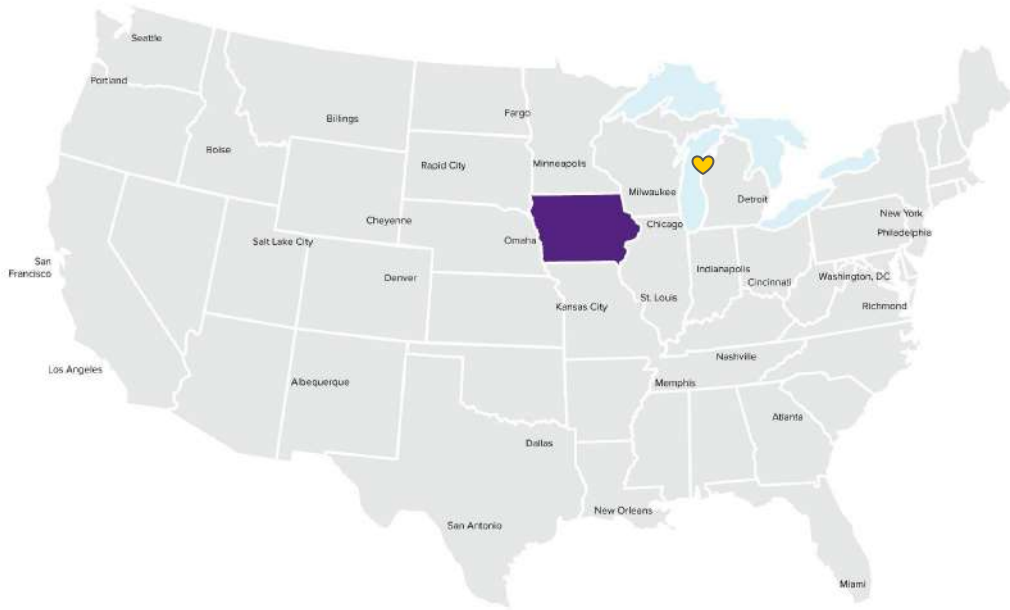 Seattle
Portland
Billings
Fargo
Boise
Rapid City
Minneapolis
Milwaukee
Detroit
Cheyenne
New York
Chicago
Philadelphia
Salt Lake City
Omaha
San
Francisco
Indianapolis
Denver
Washington, DC
Cincinnati
St. Louis
Kansas City
Richmond
Nashville
Los Angeles
Albequerque
Memphis
Atlanta
Dallas
New Orleans
San Antonio
Miami